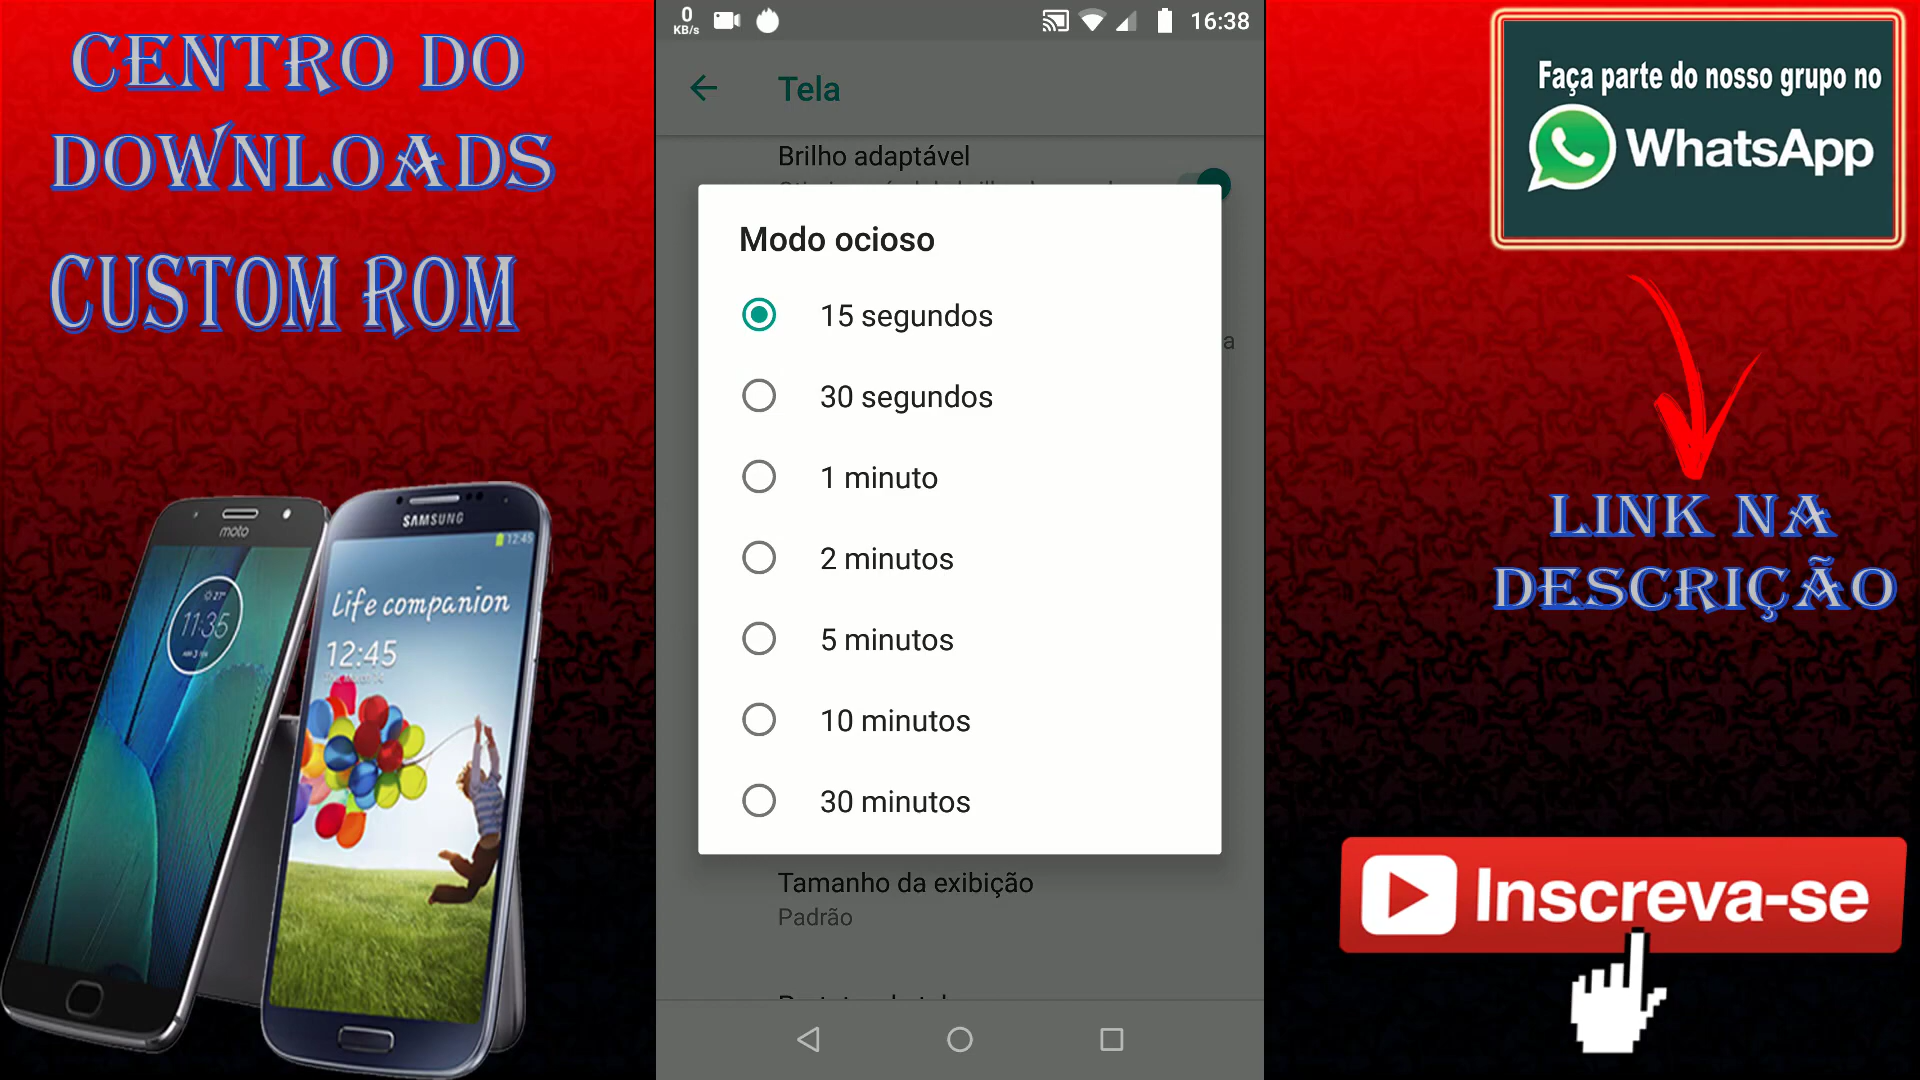 CENTRO DO
DOWNLOADS
CUSTOM ROM
moto
11:35
SAMSUNG
12:45
Life companion
12:45
0
KB/s
16:38
Tela
Brilho adaptável
Modo ocioso
15 segundos
30 segundos
1 minuto
2 minutos
5 minutos
10 minutos
30 minutos
a
Tamanho da exibição
Padrão
Faça parte do nosso grupo no
WhatsApp
LINK NA
DESCRIÇÃO
Inscreva-se